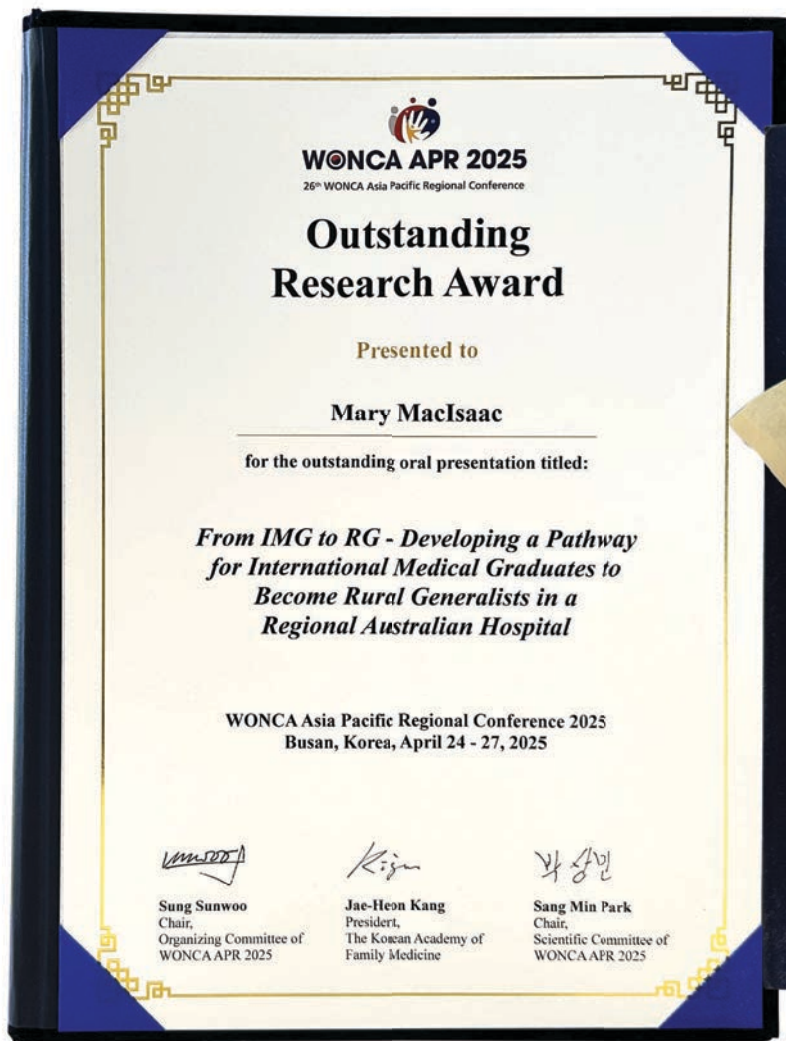 WONCA APR 2025
26th WONCA Asia Pacific Regional Conference
Outstanding
Research Award
Presented to
Mary MacIsaac
for the outstanding oral presentation titled:
From IMG to RG - Developing a Pathway
for International Medical Graduates to
Become Rural Generalists in a
Regional Australian Hospital
WONCA Asia Pacific Regional Conference 2025
Busan, Korea, April 24 - 27, 2025
박상민
Sung Sunwoo
Chair,
Organizing Committee of
WONCA APR 2025
Jae-Heon Kang
President,
The Korean Academy of
Family Medicine
Sang Min Park
Chair,
Scientific Committee of
WONCA APR 2025